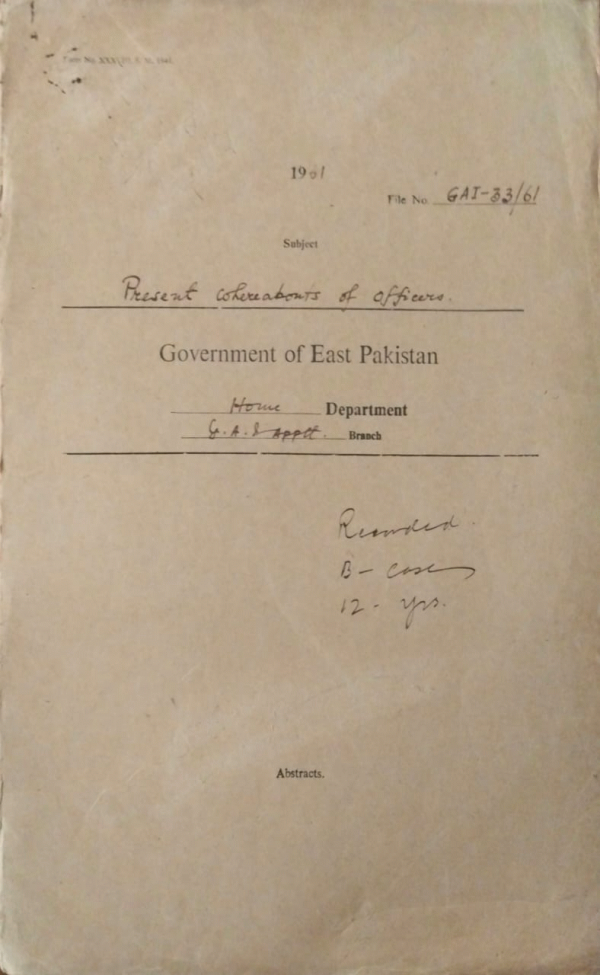 1961
File No. GAI-33/61
Subject
Present whereabouts of officers.
Government of East Pakistan
Home Department
G.A.I Appt. Branch
Recorded.
B- case
12- yrs.
Abstracts.